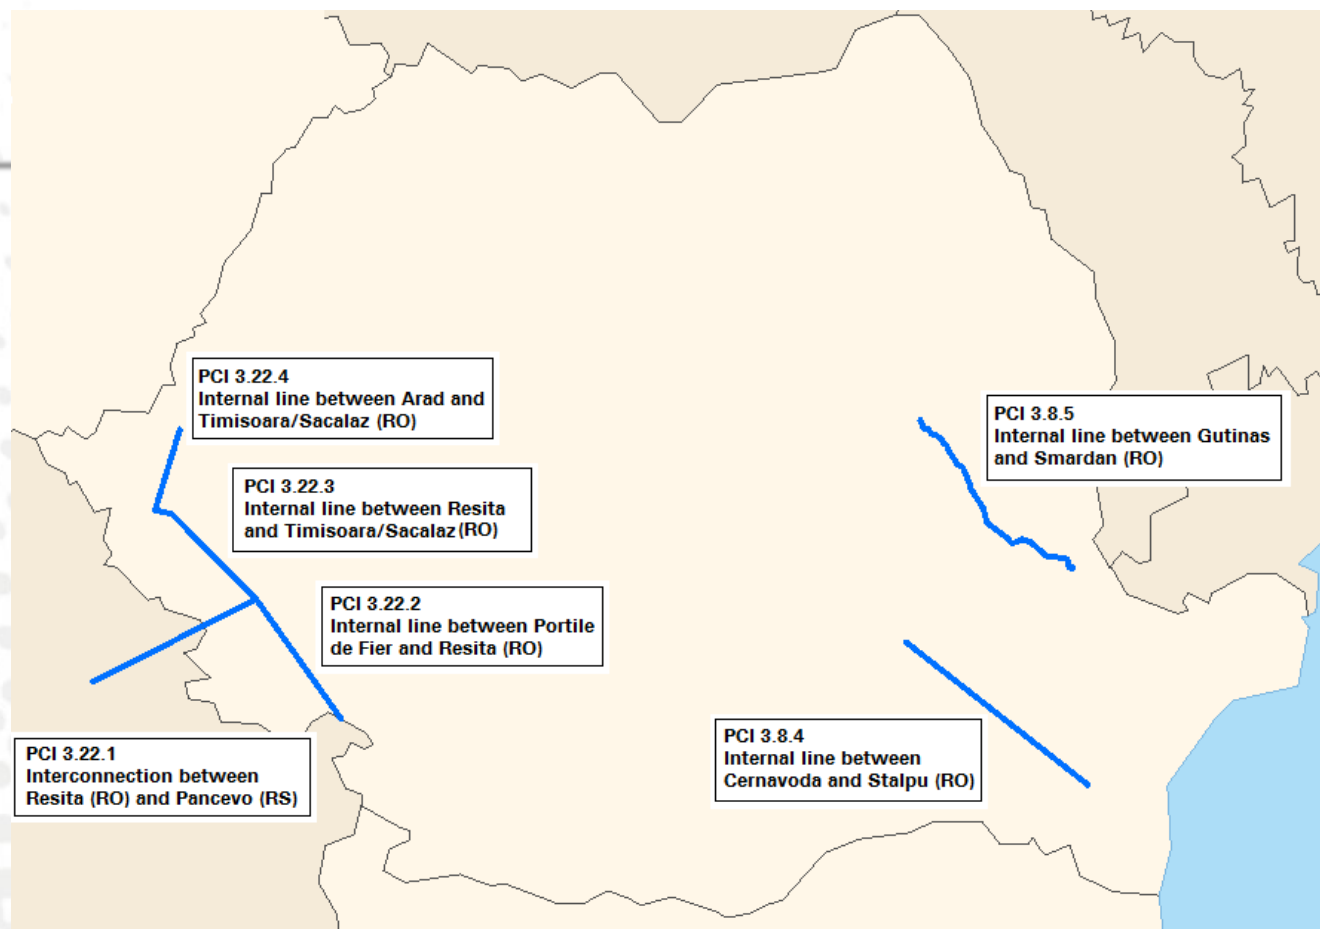 PCI 3.22.4
Internal line between Arad and
Timisoara/Sacalaz (RO)
PCI 3.8.5
Internal line between Gutinas
and Smardan (RO)
PCI 3.22.3
Internal line between Resita
and Timisoara/Sacalaz (RO)
PCI 3.22.2
Internal line between Portile
de Fier and Resita (RO)
PCI 3.8.4
Internal line between
Cernavoda and Stalpu (RO)
PCI 3.22.1
Interconnection between
Resita (RO) and Pancevo (RS)